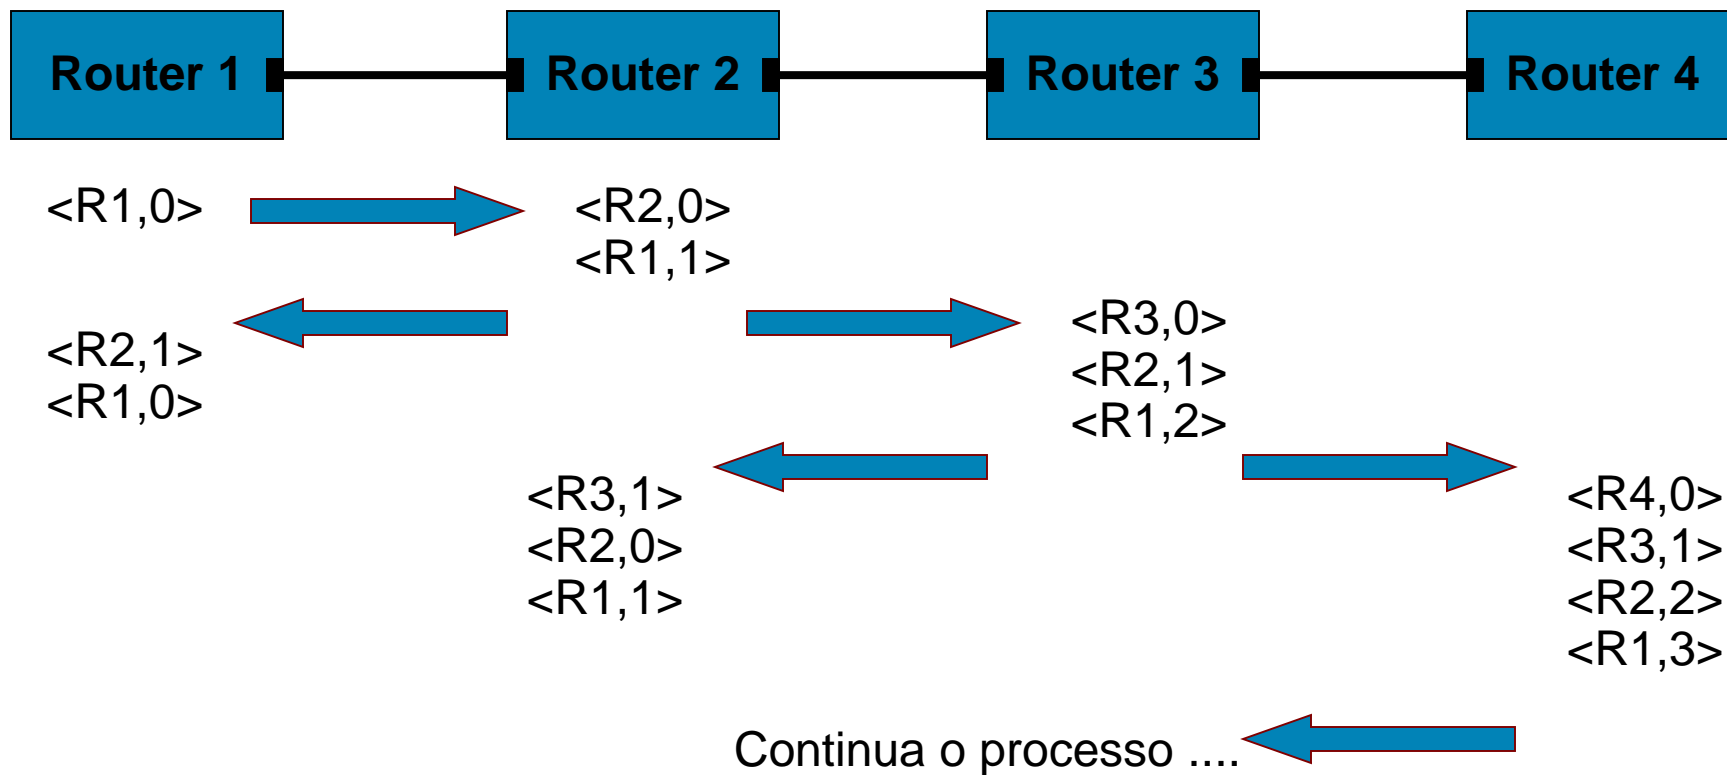 Router 1
Router 2
Router 3
Router 4
<R1,0>
<R2,0>
<R1,1>
<R2,1>
<R1,0>
<R3,0>
<R2,1>
<R1,2>
<R3,1>
<R2,0>
<R1,1>
<R4,0>
<R3,1>
<R2,2>
<R1,3>
Continua o processo ....